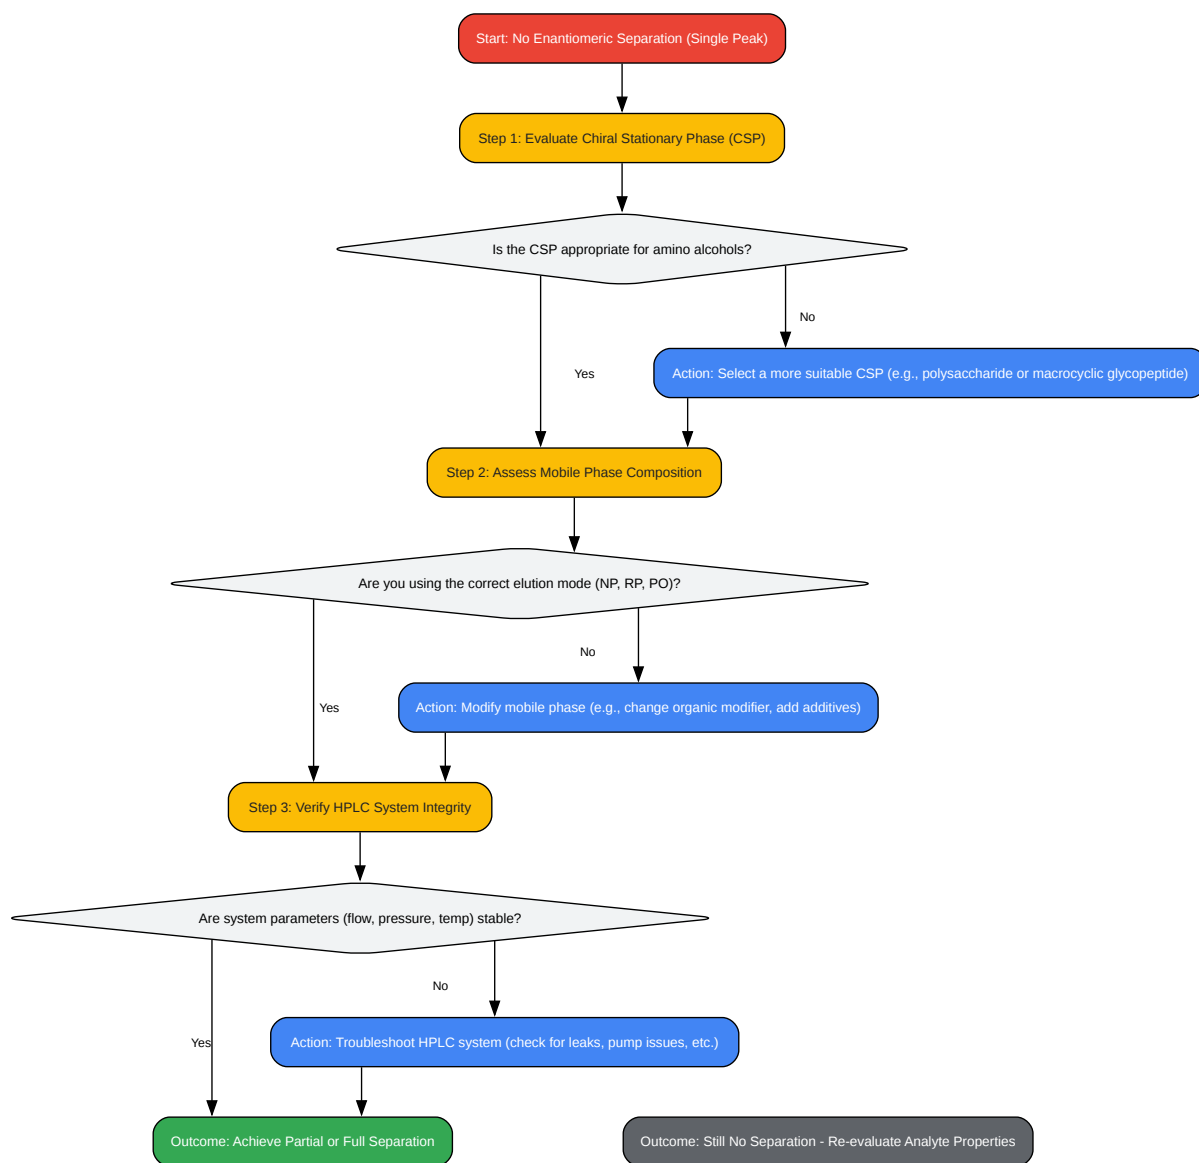 Start: No Enantiomeric Separation (Single Peak)
Step 1: Evaluate Chiral Stationary Phase (CSP)
Is the CSP appropriate for amino alcohols?
No
Yes
Action: Select a more suitable CSP (e.g., polysaccharide or macrocyclic glycopeptide)
Step 2: Assess Mobile Phase Composition
Are you using the correct elution mode (NP, RP, PO)?
No
Yes
Action: Modify mobile phase (e.g., change organic modifier, add additives)
Step 3: Verify HPLC System Integrity
Are system parameters (flow, pressure, temp) stable?
No
Yes
Action: Troubleshoot HPLC system (check for leaks, pump issues, etc.)
Outcome: Achieve Partial or Full Separation
Outcome: Still No Separation - Re-evaluate Analyte Properties